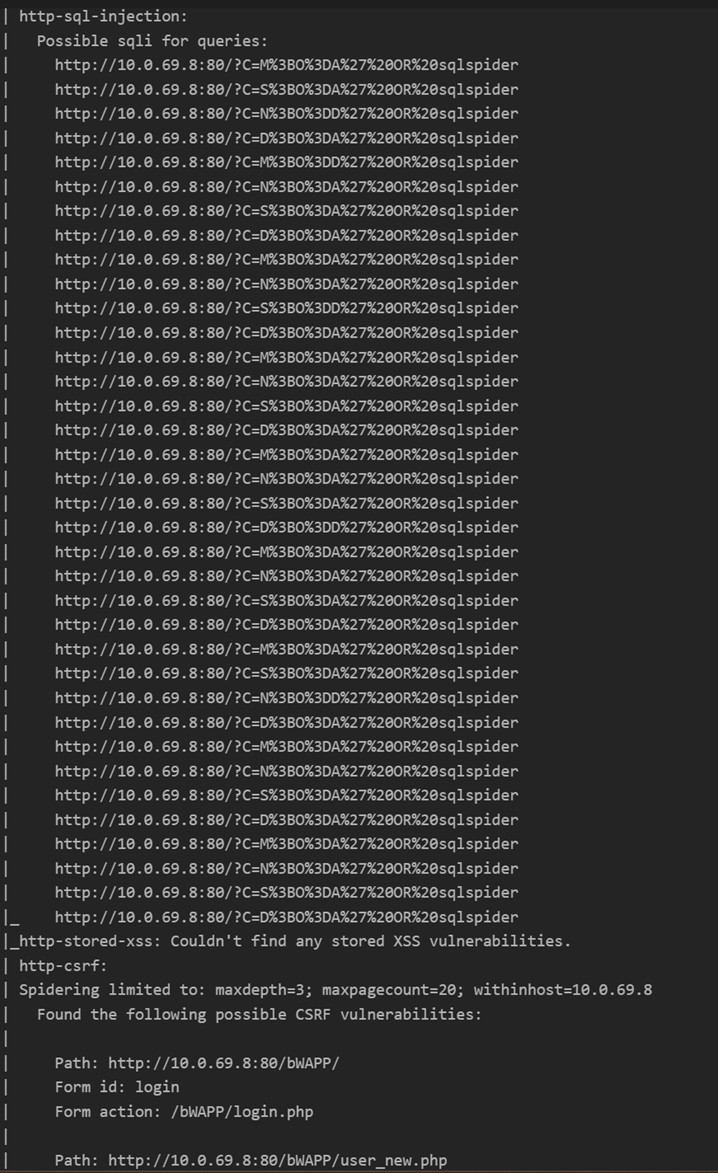 | http-sql-injection:
|   Possible sqli for queries:
|     http://10.0.69.8:80/?C=M%3BO%3DA%27%20OR%20sqlspider
|     http://10.0.69.8:80/?C=S%3BO%3DA%27%20OR%20sqlspider
|     http://10.0.69.8:80/?C=N%3BO%3DD%27%20OR%20sqlspider
|     http://10.0.69.8:80/?C=D%3BO%3DA%27%20OR%20sqlspider
|     http://10.0.69.8:80/?C=M%3BO%3DD%27%20OR%20sqlspider
|     http://10.0.69.8:80/?C=N%3BO%3DA%27%20OR%20sqlspider
|     http://10.0.69.8:80/?C=S%3BO%3DA%27%20OR%20sqlspider
|     http://10.0.69.8:80/?C=D%3BO%3DA%27%20OR%20sqlspider
|     http://10.0.69.8:80/?C=M%3BO%3DA%27%20OR%20sqlspider
|     http://10.0.69.8:80/?C=N%3BO%3DA%27%20OR%20sqlspider
|     http://10.0.69.8:80/?C=S%3BO%3DD%27%20OR%20sqlspider
|     http://10.0.69.8:80/?C=D%3BO%3DA%27%20OR%20sqlspider
|     http://10.0.69.8:80/?C=M%3BO%3DA%27%20OR%20sqlspider
|     http://10.0.69.8:80/?C=N%3BO%3DA%27%20OR%20sqlspider
|     http://10.0.69.8:80/?C=S%3BO%3DA%27%20OR%20sqlspider
|     http://10.0.69.8:80/?C=D%3BO%3DA%27%20OR%20sqlspider
|     http://10.0.69.8:80/?C=M%3BO%3DA%27%20OR%20sqlspider
|     http://10.0.69.8:80/?C=N%3BO%3DA%27%20OR%20sqlspider
|     http://10.0.69.8:80/?C=S%3BO%3DA%27%20OR%20sqlspider
|     http://10.0.69.8:80/?C=D%3BO%3DD%27%20OR%20sqlspider
|     http://10.0.69.8:80/?C=M%3BO%3DA%27%20OR%20sqlspider
|     http://10.0.69.8:80/?C=N%3BO%3DA%27%20OR%20sqlspider
|     http://10.0.69.8:80/?C=S%3BO%3DA%27%20OR%20sqlspider
|     http://10.0.69.8:80/?C=D%3BO%3DA%27%20OR%20sqlspider
|     http://10.0.69.8:80/?C=M%3BO%3DA%27%20OR%20sqlspider
|     http://10.0.69.8:80/?C=S%3BO%3DA%27%20OR%20sqlspider
|     http://10.0.69.8:80/?C=N%3BO%3DD%27%20OR%20sqlspider
|     http://10.0.69.8:80/?C=D%3BO%3DA%27%20OR%20sqlspider
|     http://10.0.69.8:80/?C=M%3BO%3DA%27%20OR%20sqlspider
|     http://10.0.69.8:80/?C=N%3BO%3DA%27%20OR%20sqlspider
|     http://10.0.69.8:80/?C=S%3BO%3DA%27%20OR%20sqlspider
|     http://10.0.69.8:80/?C=D%3BO%3DA%27%20OR%20sqlspider
|     http://10.0.69.8:80/?C=M%3BO%3DA%27%20OR%20sqlspider
|     http://10.0.69.8:80/?C=N%3BO%3DA%27%20OR%20sqlspider
|     http://10.0.69.8:80/?C=S%3BO%3DA%27%20OR%20sqlspider
|_    http://10.0.69.8:80/?C=D%3BO%3DA%27%20OR%20sqlspider
|_http-stored-xss: Couldn't find any stored XSS vulnerabilities.
| http-csrf:
| Spidering limited to: maxdepth=3; maxpagecount=20; withinhost=10.0.69.8
|   Found the following possible CSRF vulnerabilities:
|
|     Path: http://10.0.69.8:80/bWAPP/
|     Form id: login
|     Form action: /bWAPP/login.php
|
|     Path: http://10.0.69.8:80/bWAPP/user_new.php